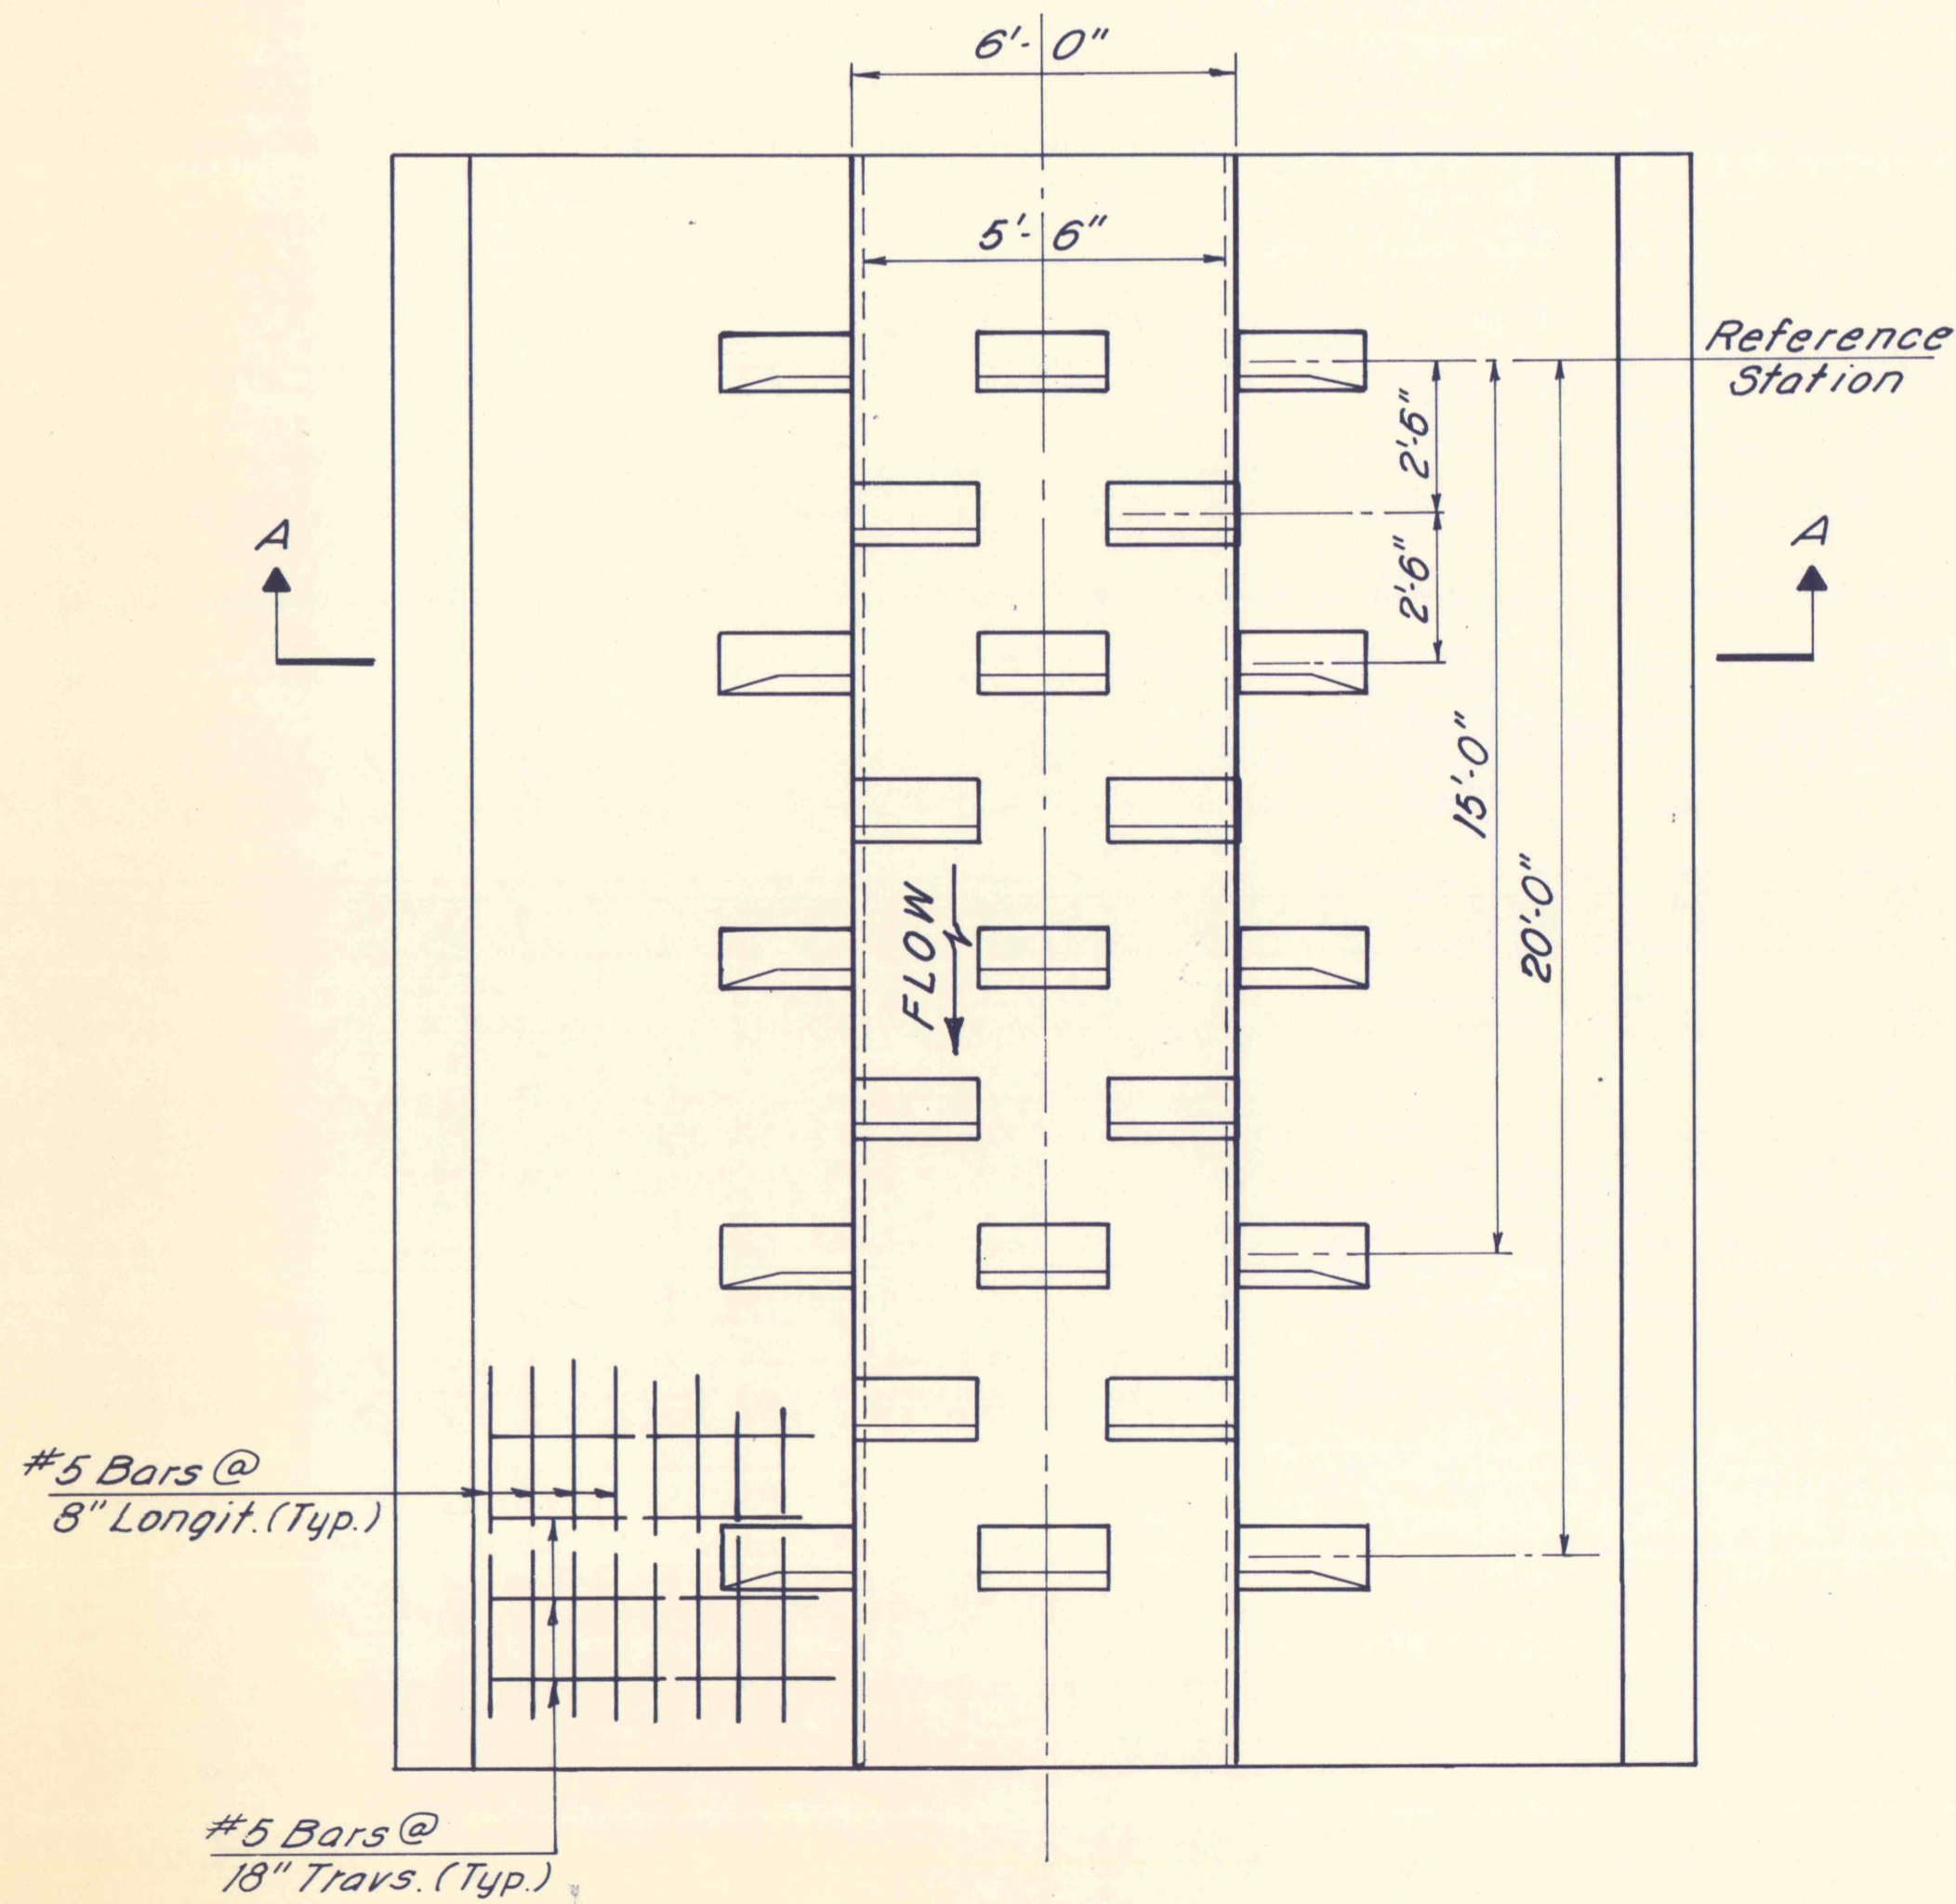 6'-0"
5'-6"
Reference
Station
2'-6"
A
A
2'-6"
15'-0"
20'-0"
FLOW
#5 Bars @
8" Longit. (Typ.)
#5 Bars @
18" Travs. (Typ.)